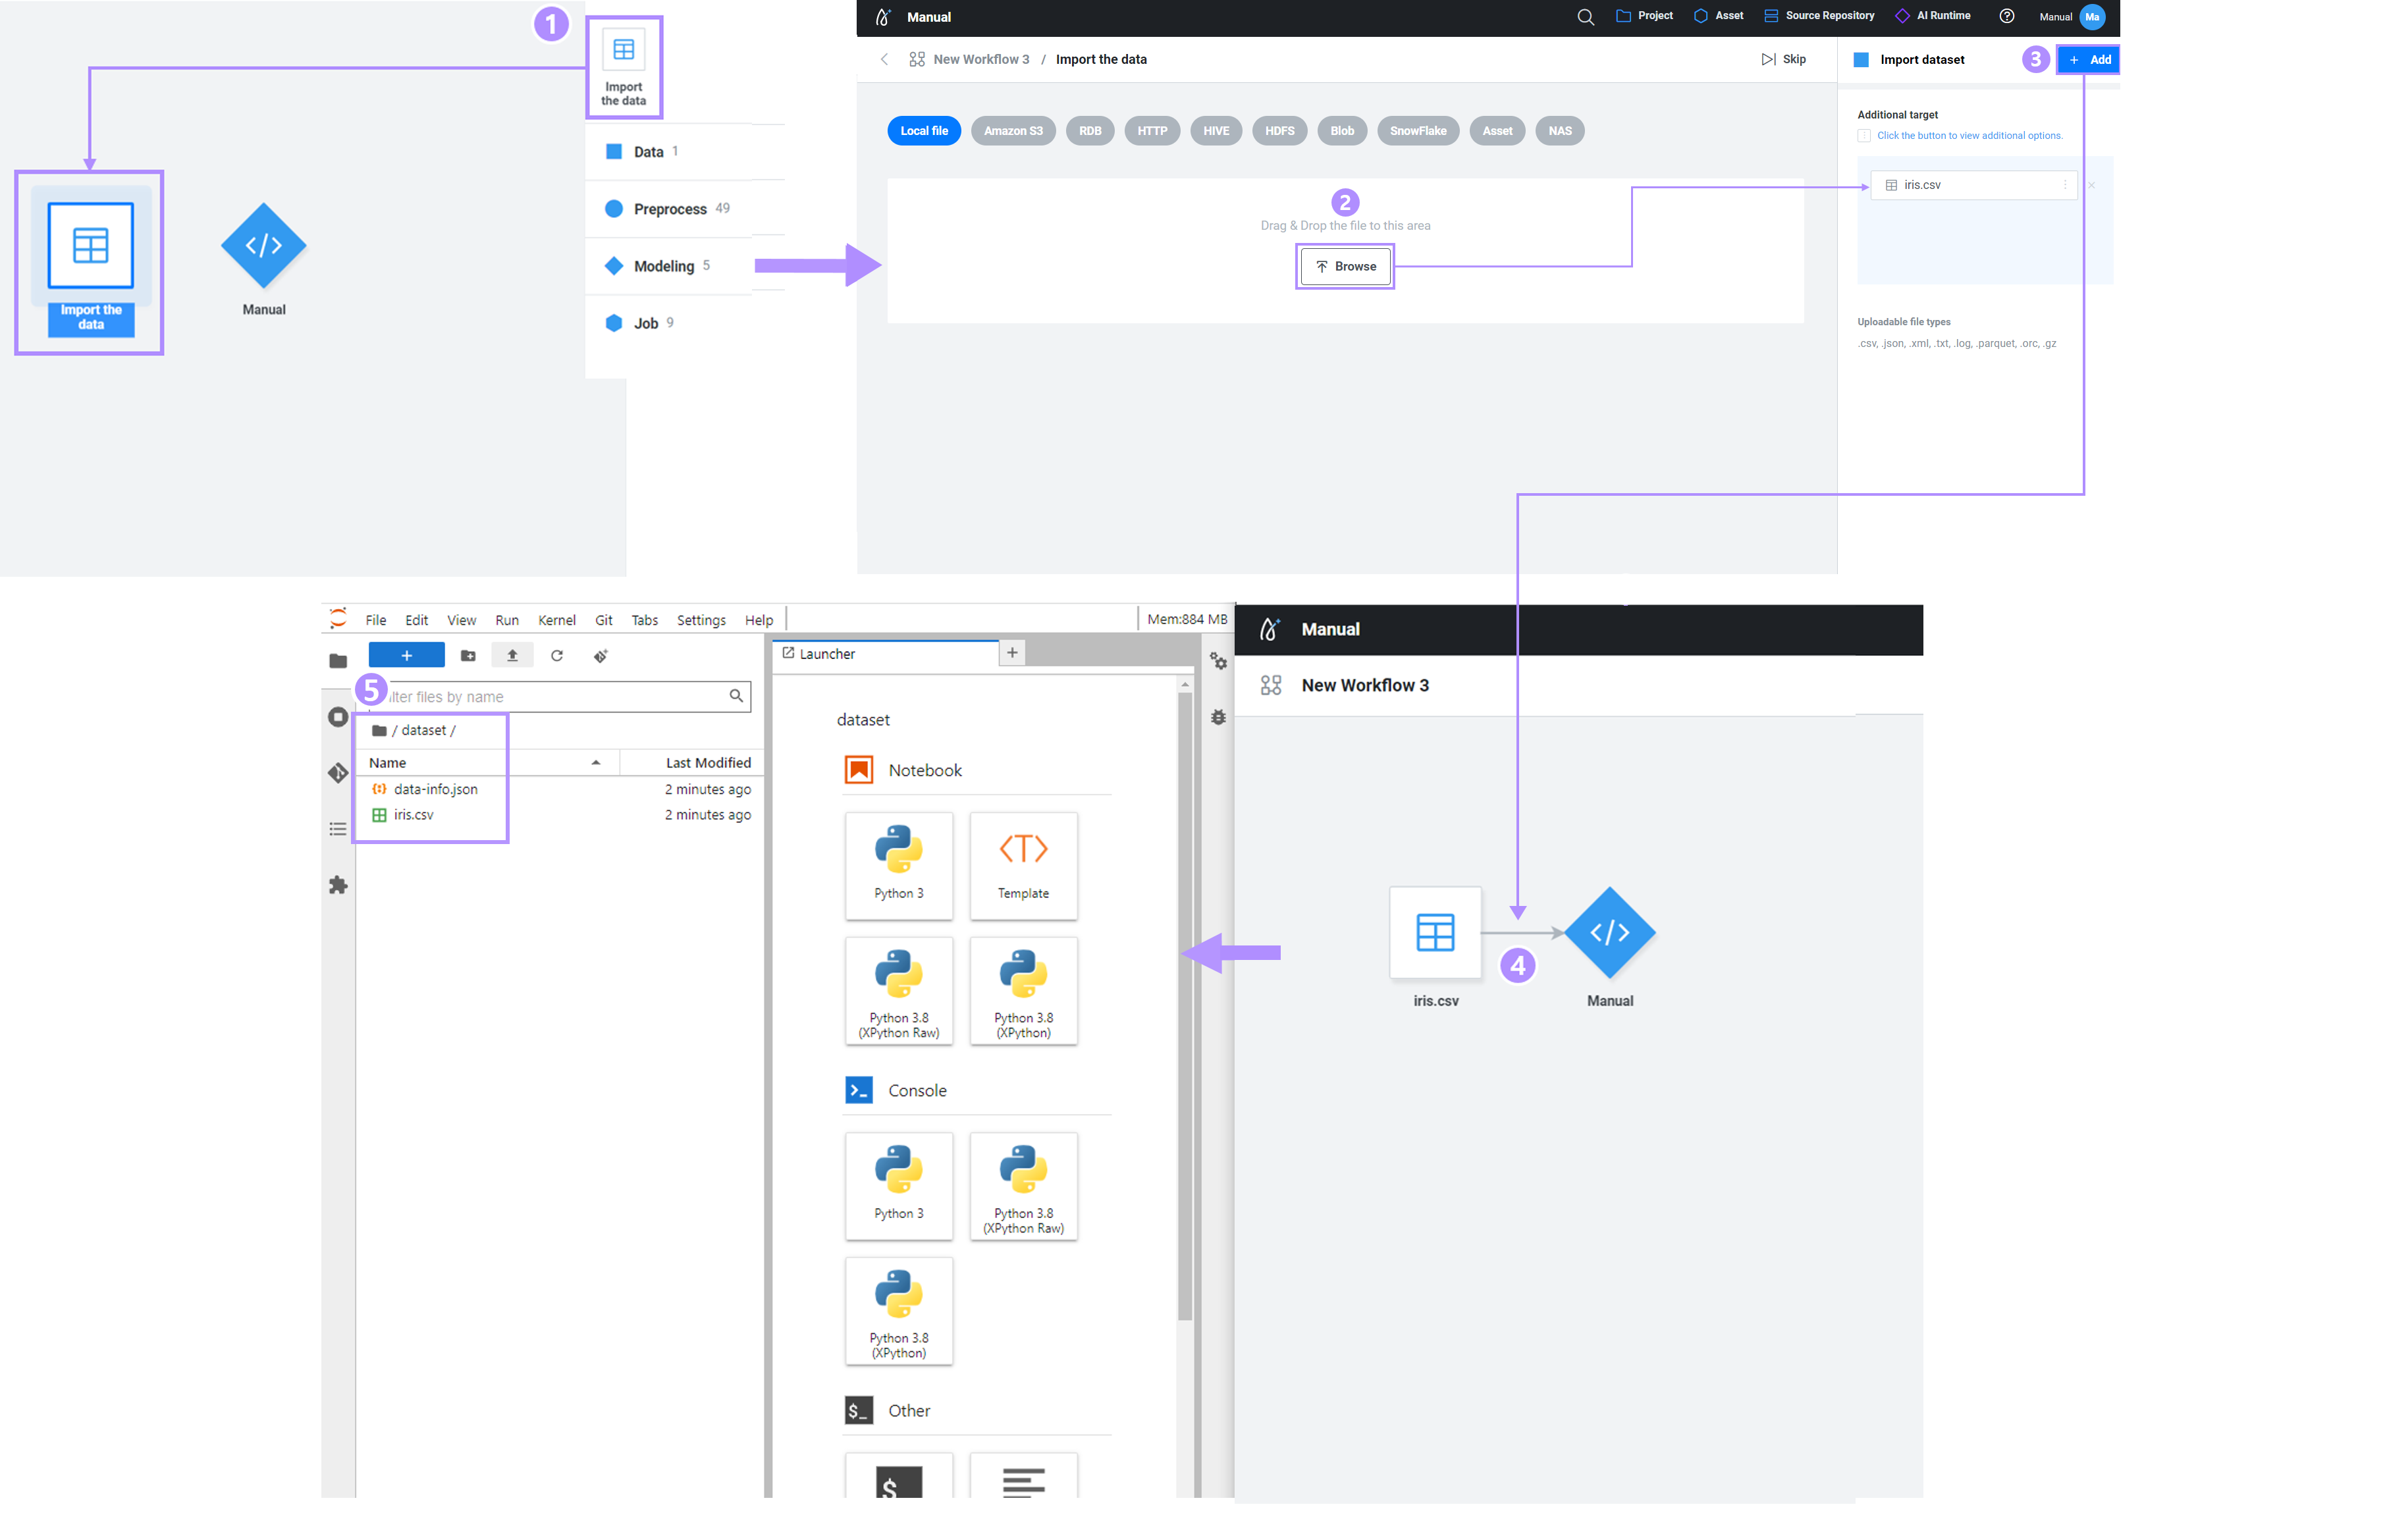 1
Import
the data
Data 1
Preprocess 49
Modeling 5
Job 9
Import the
data
Manual
Manual
Project
Asset
Source Repository
AI Runtime
Manual
Ma
New Workflow 3 / Import the data
Skip
Import dataset
3
+ Add
Local file
Amazon S3
RDB
HTTP
HIVE
HDFS
Blob
SnowFlake
Asset
NAS
2
Drag & Drop the file to this area
Browse
Additional target
Click the button to view additional options.
iris.csv
Uploadable file types
.csv, .json, .xml, .txt, .log, .parquet, .orc, .gz
File Edit View Run Kernel Git Tabs Settings Help
Mem:884 MB
Launcher
5
lter files by name
/ dataset /
Name
Last Modified
data-info.json
2 minutes ago
iris.csv
2 minutes ago
dataset
Notebook
Python 3
Template
<T>
Python 3.8
(XPython Raw)
Python 3.8
(XPython)
Console
Python 3
Python 3.8
(XPython Raw)
Python 3.8
(XPython)
$_
Other
$
Manual
New Workflow 3
4
iris.csv
Manual